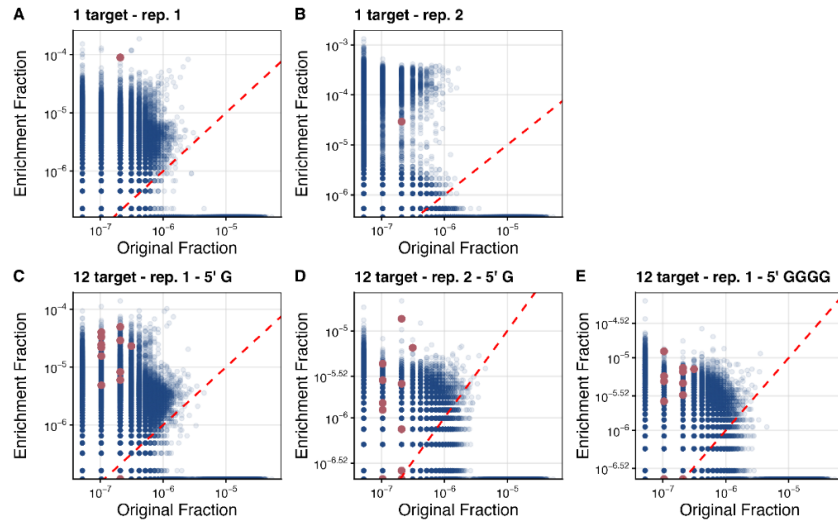 A 1 target - rep. 1
Enrichment Fraction
10⁻⁴
10⁻⁵
10⁻⁶
10⁻⁷ 10⁻⁶ 10⁻⁵
Original Fraction
B 1 target - rep. 2
Enrichment Fraction
10⁻³
10⁻⁴
10⁻⁵
10⁻⁶
10⁻⁷ 10⁻⁶ 10⁻⁵
Original Fraction
C 12 target - rep. 1 - 5' G
Enrichment Fraction
10⁻⁴
10⁻⁵
10⁻⁶
10⁻⁷ 10⁻⁶ 10⁻⁵
Original Fraction
D 12 target - rep. 2 - 5' G
Enrichment Fraction
10⁻⁵
10⁻⁵·⁵²
10⁻⁶
10⁻⁶·⁵²
10⁻⁷ 10⁻⁶ 10⁻⁵
Original Fraction
E 12 target - rep. 1 - 5' GGGG
Enrichment Fraction
10⁻⁴·⁵²
10⁻⁵
10⁻⁵·⁵²
10⁻⁶
10⁻⁶·⁵²
10⁻⁷ 10⁻⁶ 10⁻⁵
Original Fraction